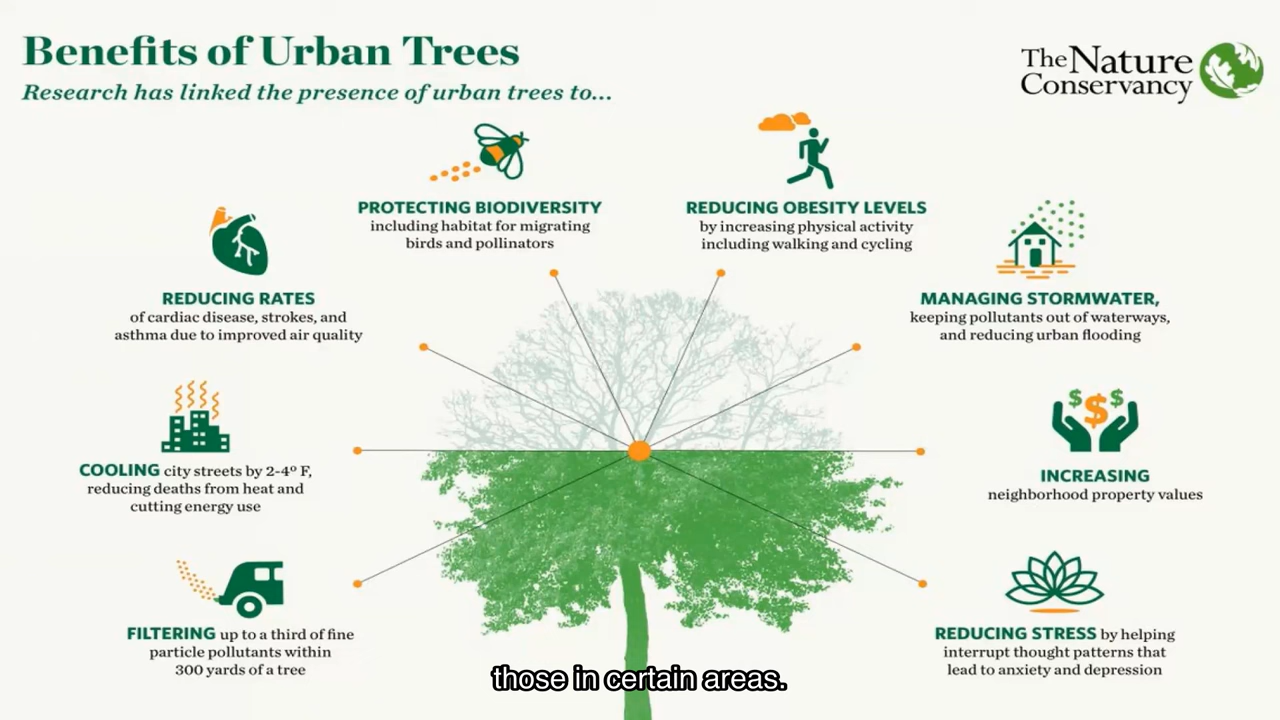 Benefits of Urban Trees
Research has linked the presence of urban trees to...
The Nature
Conservancy
PROTECTING BIODIVERSITY
including habitat for migrating
birds and pollinators
REDUCING OBESITY LEVELS
by increasing physical activity
including walking and cycling
REDUCING RATES
of cardiac disease, strokes, and
asthma due to improved air quality
MANAGING STORMWATER,
keeping pollutants out of waterways,
and reducing urban flooding
COOLING city streets by 2-4º F,
reducing deaths from heat and
cutting energy use
$ $ $
INCREASING
neighborhood property values
FILTERING up to a third of fine
particle pollutants within
300 yards of a tree
REDUCING STRESS by helping
interrupt thought patterns that
lead to anxiety and depression
those in certain areas.